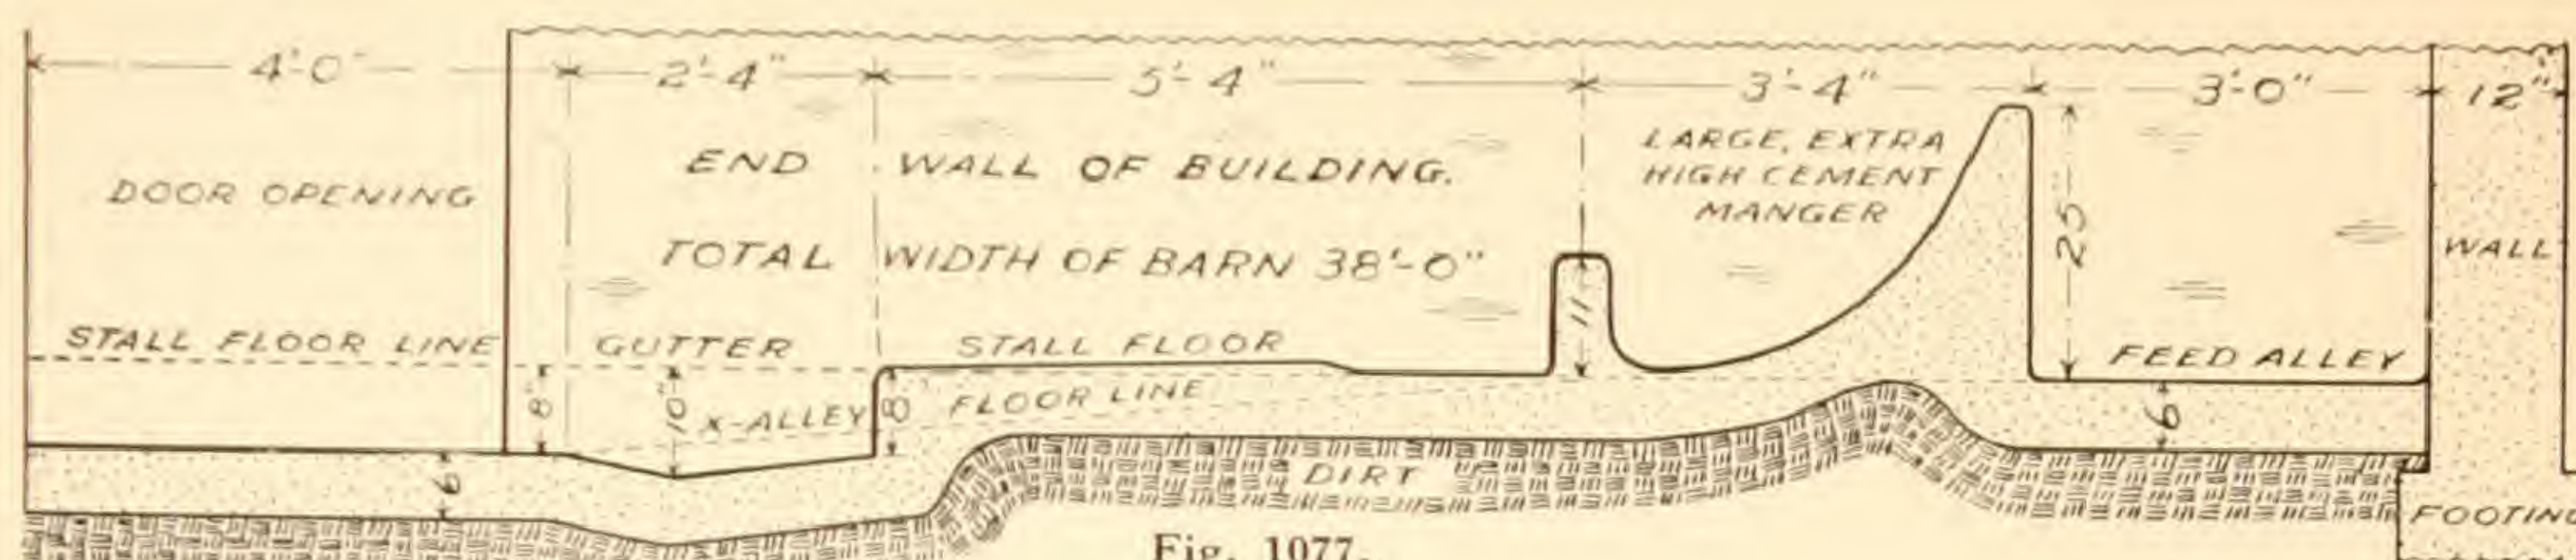 4'-0" 2'-4" 5'-4" 3'-4" 3'-0" 12"
LARGE, EXTRA
HIGH CEMENT
MANGER
END WALL OF BUILDING.
DOOR OPENING
TOTAL WIDTH OF BARN 38'-0"
25
WALL
11
STALL FLOOR LINE GUTTER STALL FLOOR FEED ALLEY
8" 10" X-ALLEY 8" FLOOR LINE 6
6
DIRT
FOOTING
Fig. 1077.